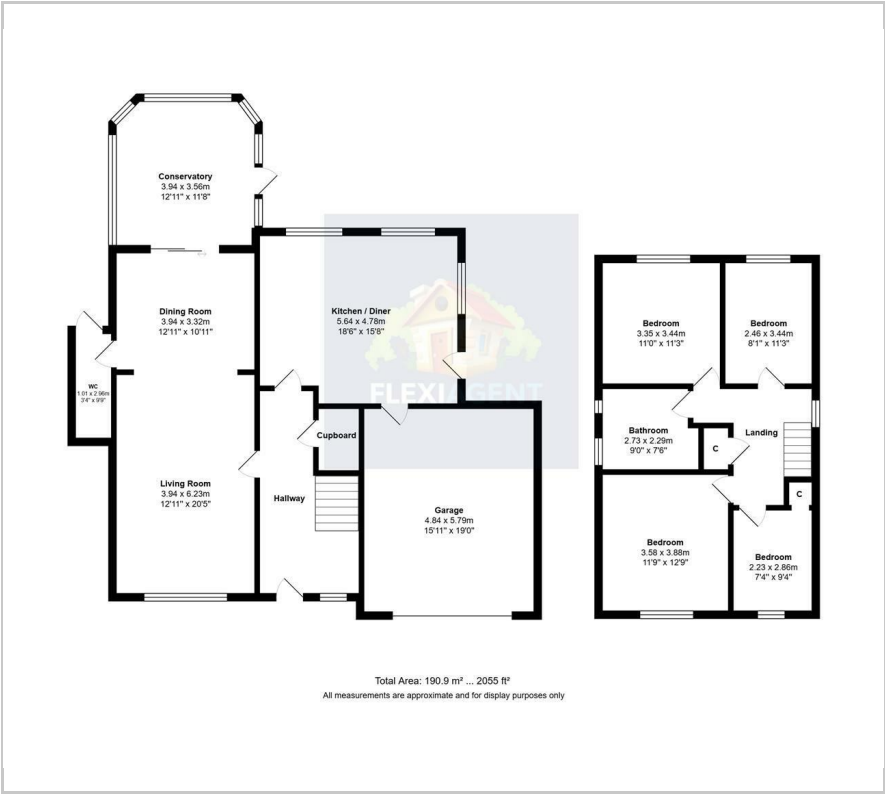 Conservatory
3.94 x 3.56m
12'11" x 11'8"
Dining Room
3.94 x 3.32m
12'11" x 10'11"
Kitchen / Diner
5.64 x 4.78m
18'6" x 15'8"
WC
1.01 x 2.96m
3'4" x 9'9"
FLEXIAGENT
Cupboard
Living Room
3.94 x 6.23m
12'11" x 20'5"
Hallway
Garage
4.84 x 5.79m
15'11" x 19'0"
Bedroom
3.35 x 3.44m
11'0" x 11'3"
Bedroom
2.46 x 3.44m
8'1" x 11'3"
Bathroom
2.73 x 2.29m
9'0" x 7'6"
Landing
C
C
Bedroom
3.58 x 3.88m
11'9" x 12'9"
Bedroom
2.23 x 2.86m
7'4" x 9'4"
Total Area: 190.9 m² ... 2055 ft²
All measurements are approximate and for display purposes only